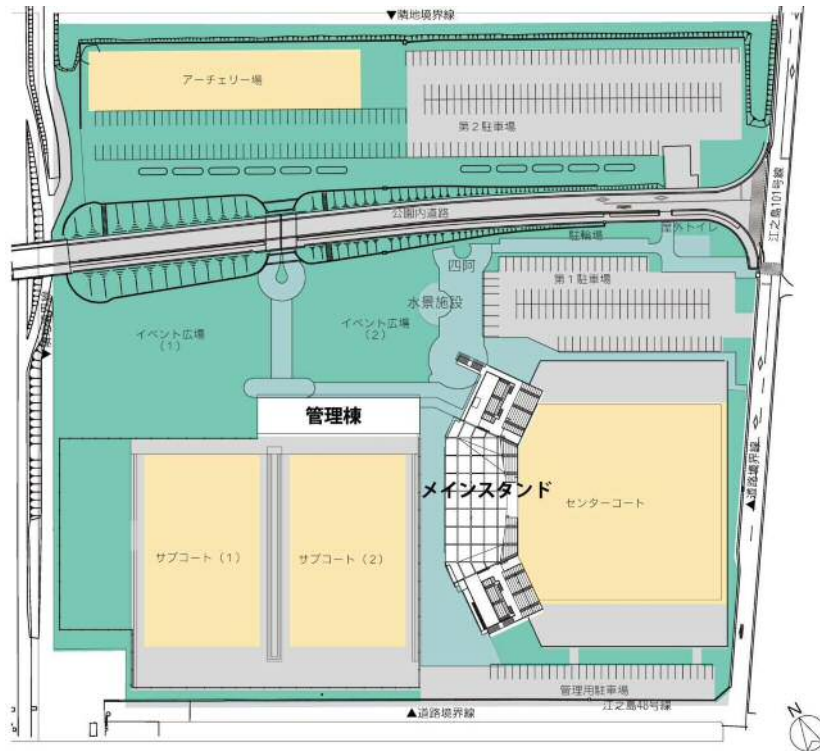 ▼隣地境界線
アーチェリー場
第2駐車場
公園内道路
江之島101号線
駐輪場
屋外トイレ
四阿
第1駐車場
水景施設
イベント広場
(1)
イベント広場
(2)
管理棟
メインスタンド
センターコート
▲道路境界線
サブコート(1)
サブコート(2)
管理用駐車場
江之島48号線
▲道路境界線
N